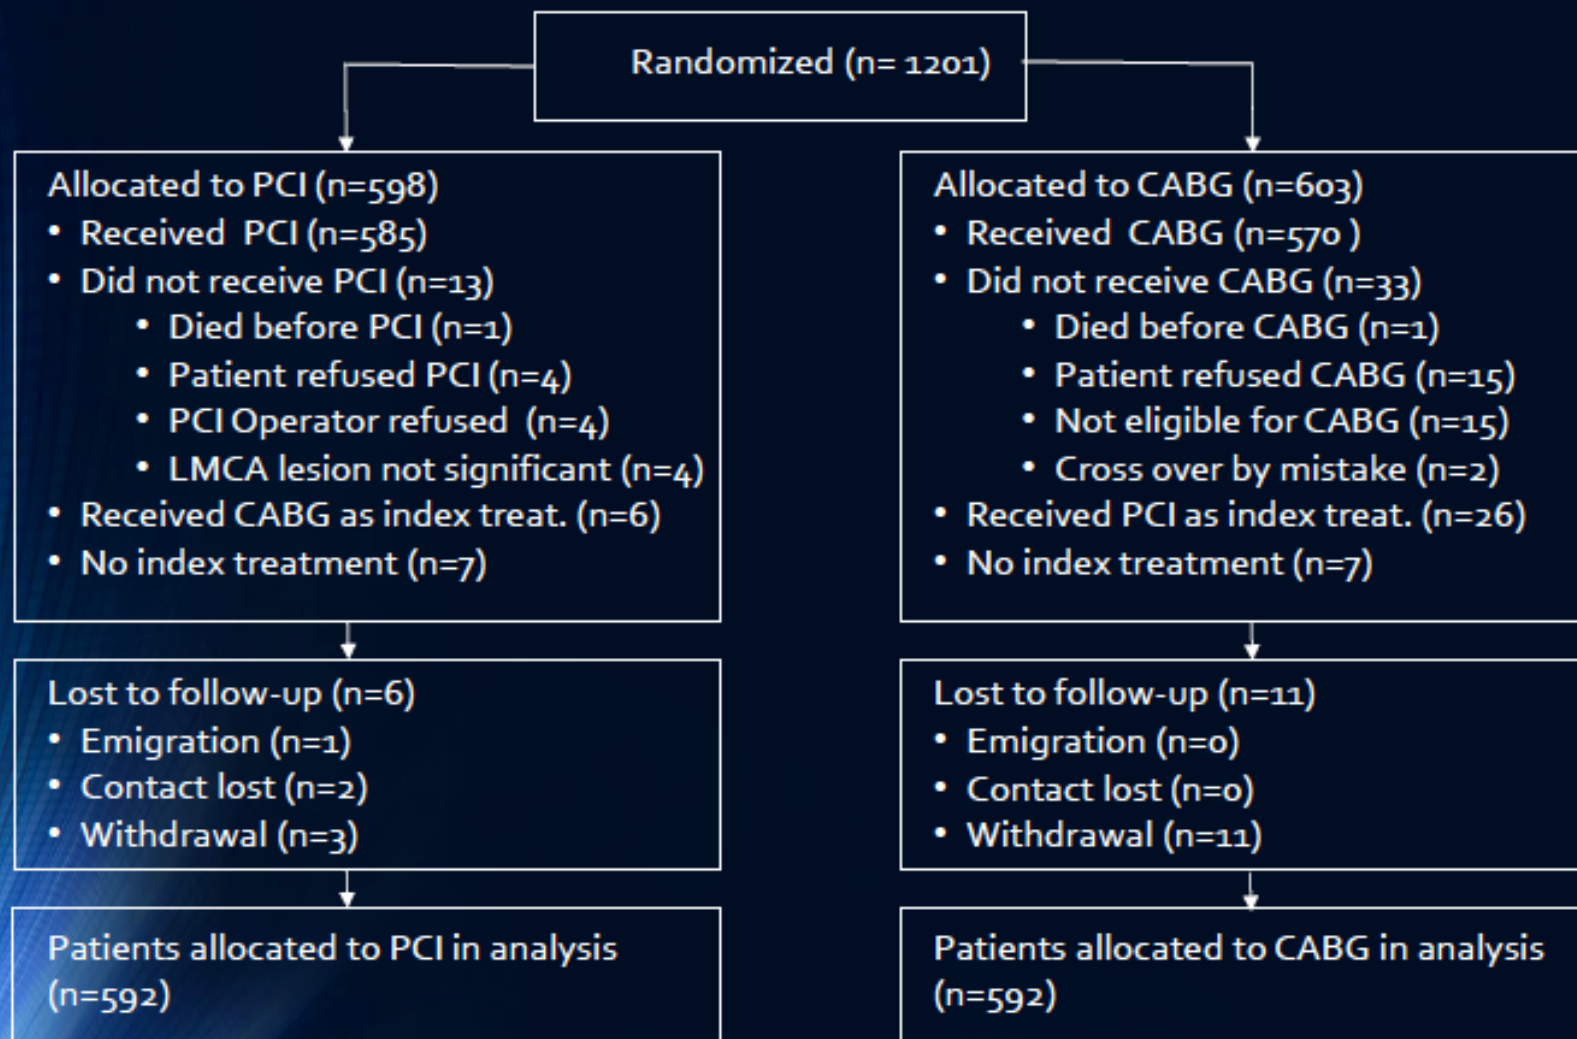 Randomized (n= 1201)
Allocated to PCI (n=598)
• Received PCI (n=585)
• Did not receive PCI (n=13)
• Died before PCI (n=1)
• Patient refused PCI (n=4)
• PCI Operator refused (n=4)
• LMCA lesion not significant (n=4)
• Received CABG as index treat. (n=6)
• No index treatment (n=7)
Allocated to CABG (n=603)
• Received CABG (n=570 )
• Did not receive CABG (n=33)
• Died before CABG (n=1)
• Patient refused CABG (n=15)
• Not eligible for CABG (n=15)
• Cross over by mistake (n=2)
• Received PCI as index treat. (n=26)
• No index treatment (n=7)
Lost to follow-up (n=6)
• Emigration (n=1)
• Contact lost (n=2)
• Withdrawal (n=3)
Lost to follow-up (n=11)
• Emigration (n=0)
• Contact lost (n=0)
• Withdrawal (n=11)
Patients allocated to PCI in analysis
(n=592)
Patients allocated to CABG in analysis
(n=592)